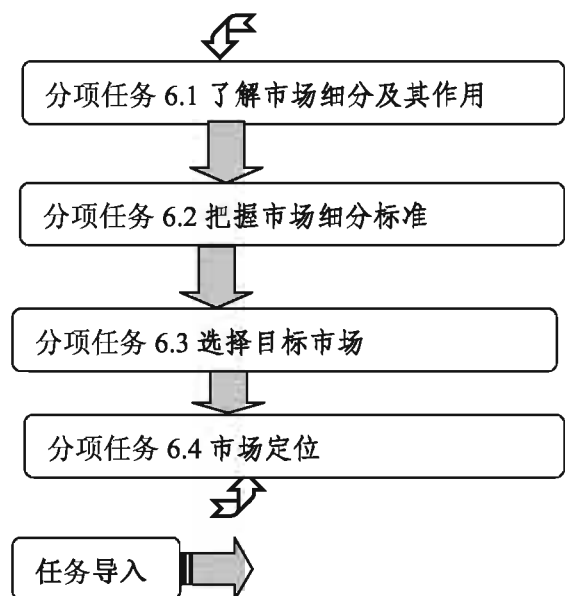 分项任务 6.1 了解市场细分及其作用
分项任务 6.2 把握市场细分标准
分项任务 6.3 选择目标市场
分项任务 6.4 市场定位
任务导入